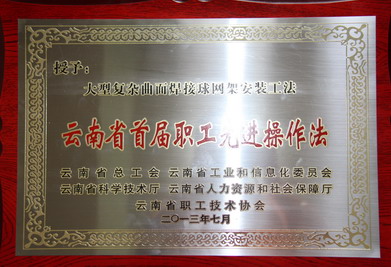 授予：
大型复杂曲面焊接球网架安装工法
云南省首届职工先进操作法
云南省总工会 云南省工业和信息化委员会
云南省科学技术厅 云南省人力资源和社会保障厅
云南省职工技术协会
二〇一三年七月